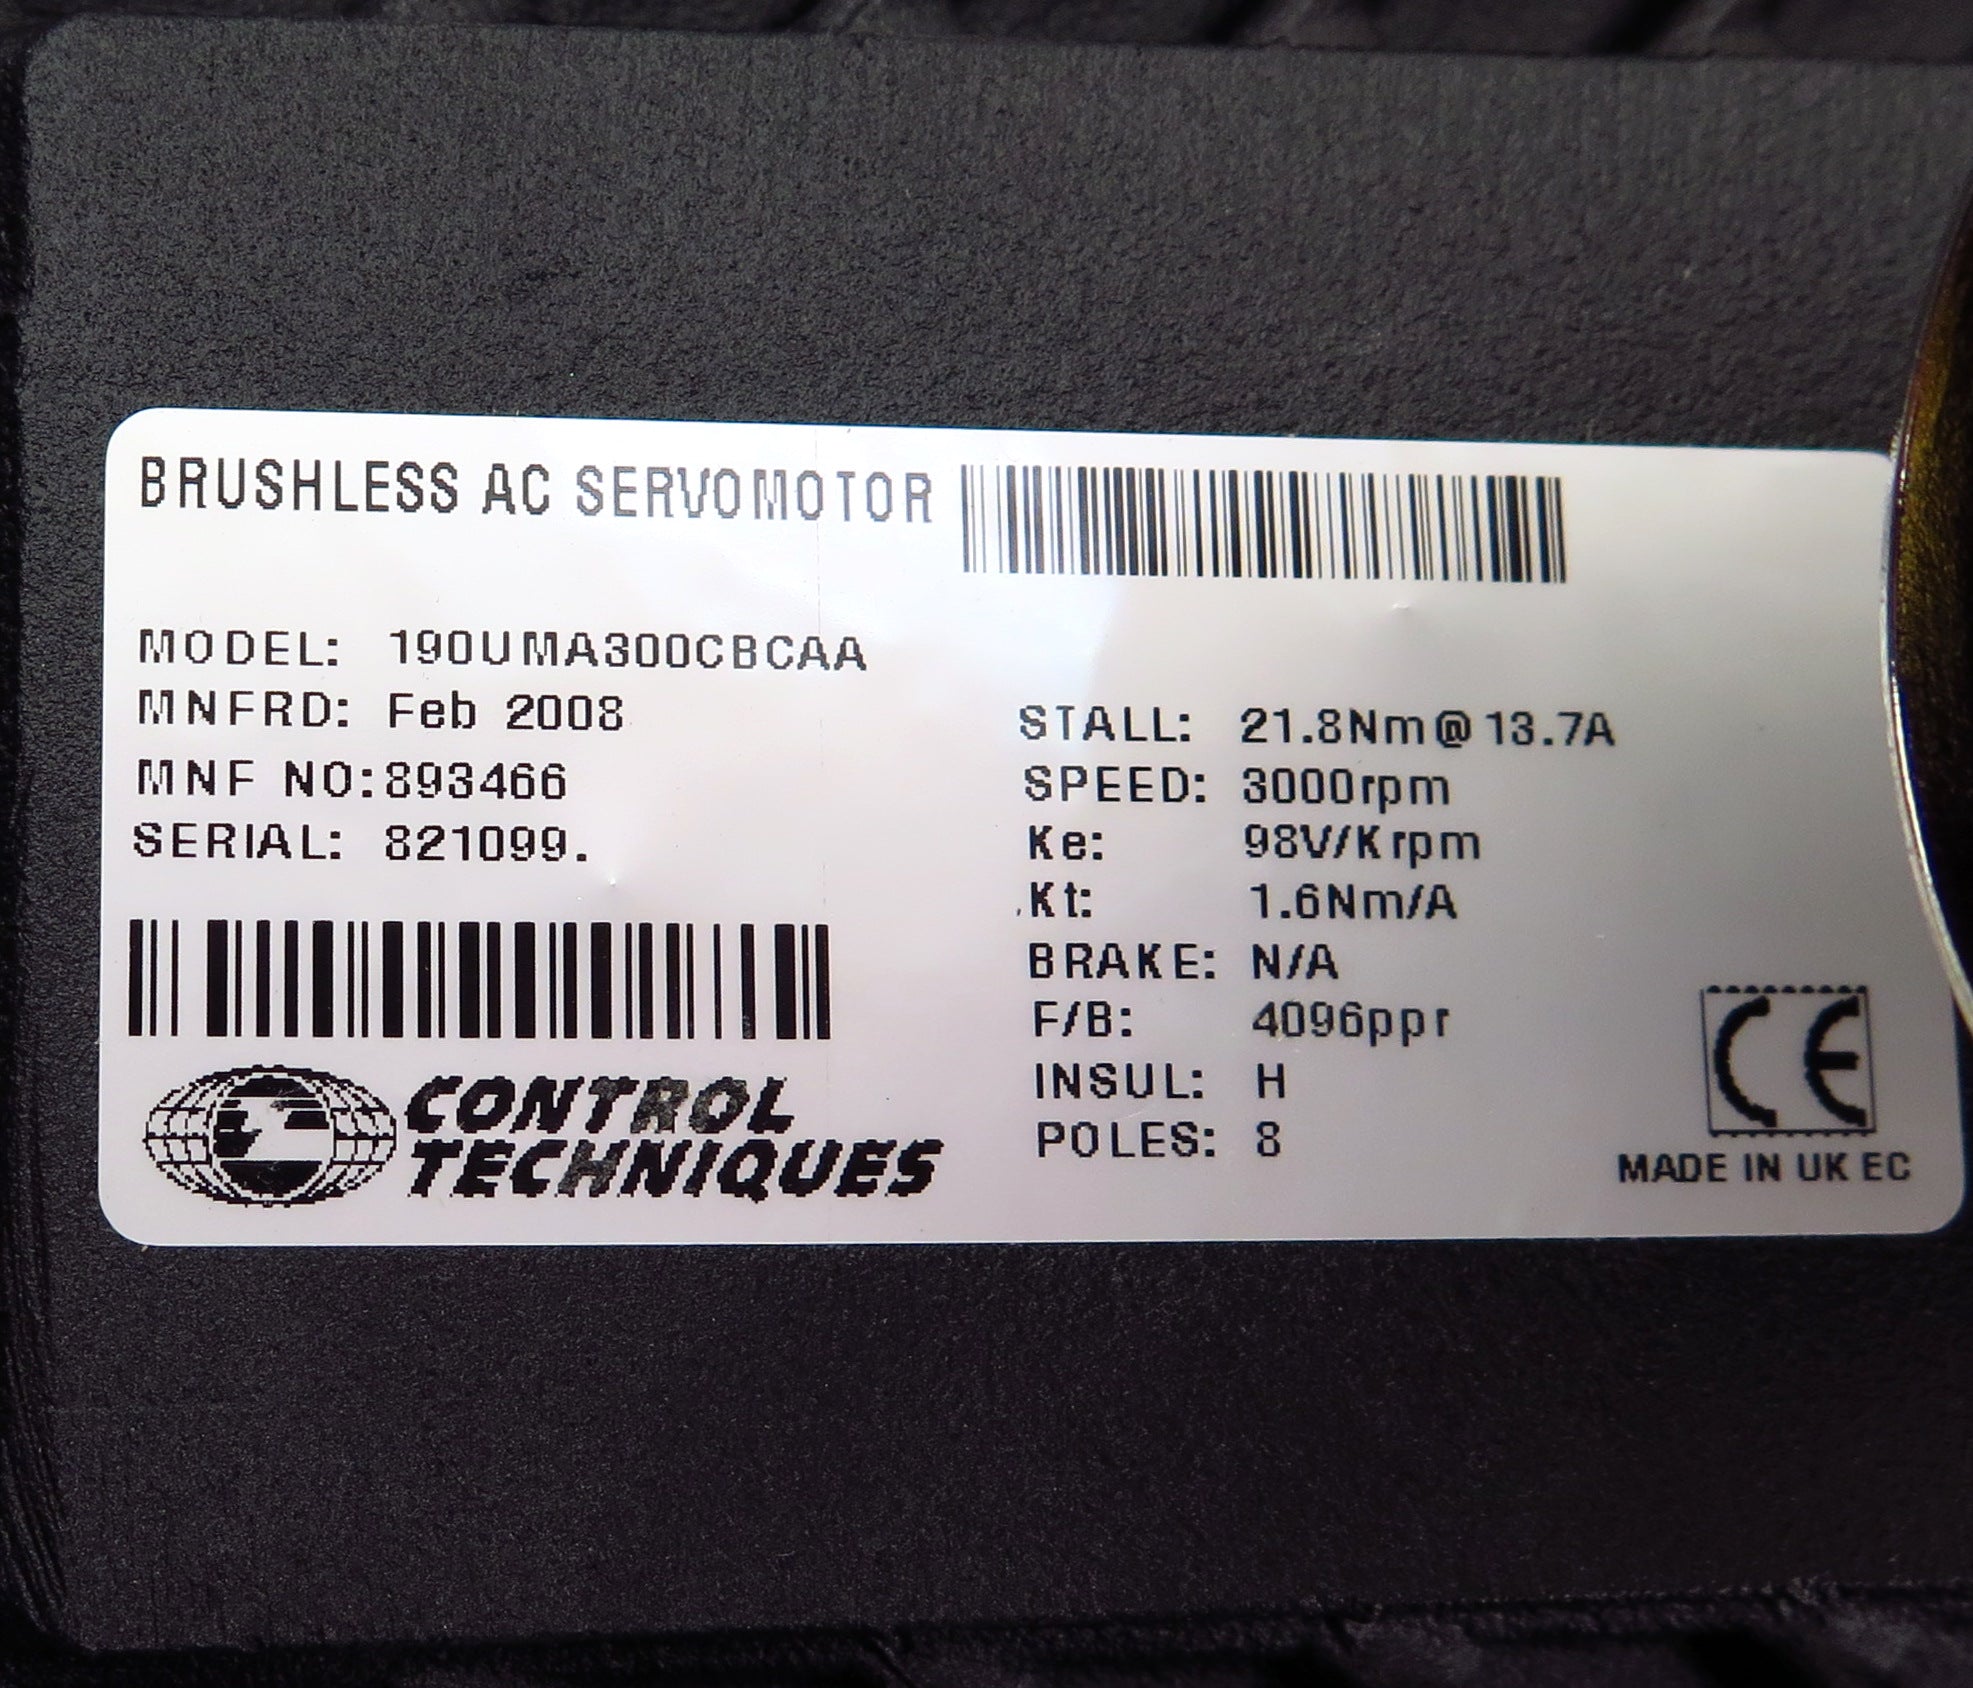 BRUSHLESS AC SERVOMOTOR
MODEL: 190UMA300CBCAA
MNFRD: Feb 2008
MNF NO:893466
SERIAL: 821099.
CONTROL
TECHNIQUES
STALL: 21.8Nm@13.7A
SPEED: 3000rpm
Ke: 98V/Krpm
Kt: 1.6Nm/A
BRAKE: N/A
F/B: 4096ppr
INSUL: H
POLES: 8
CE
MADE IN UK EC